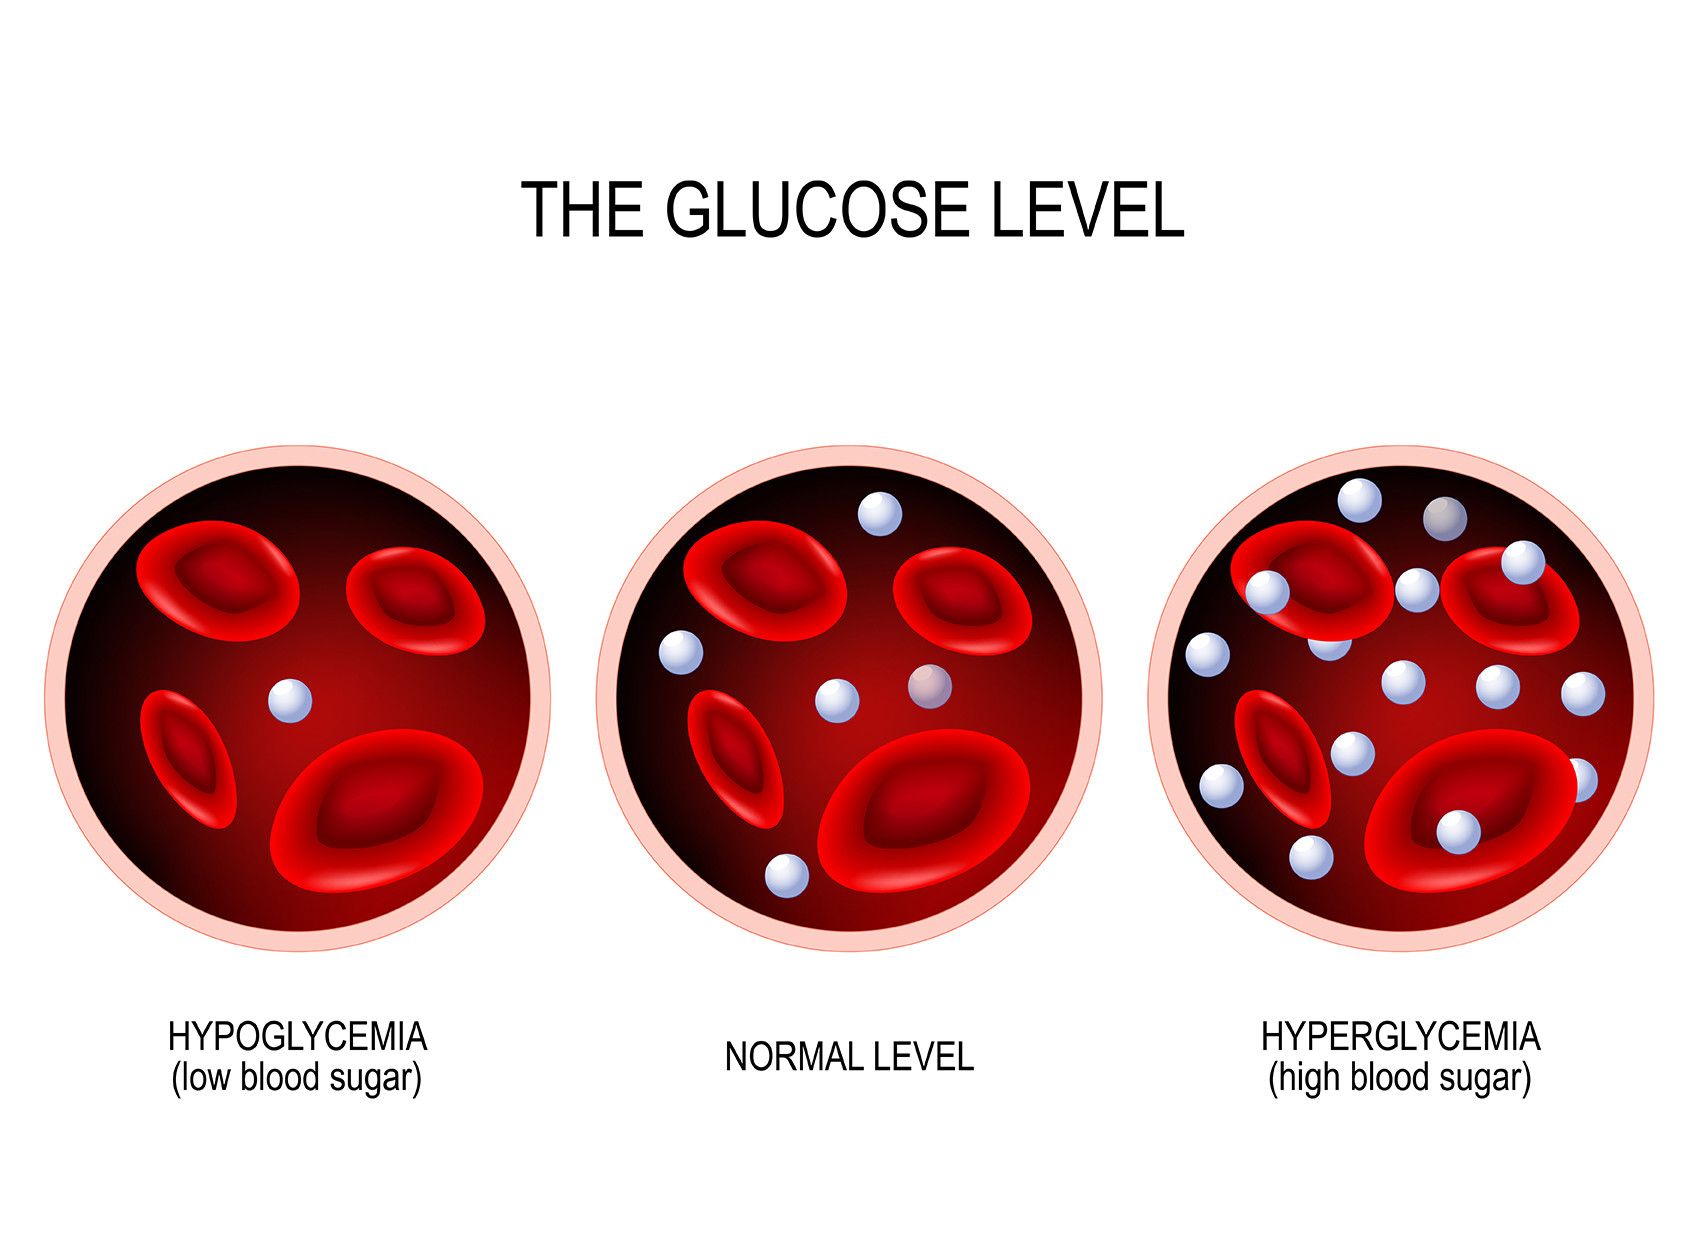 THE GLUCOSE LEVEL
HYPOGLYCEMIA
(low blood sugar)
NORMAL LEVEL
HYPERGLYCEMIA
(high blood sugar)